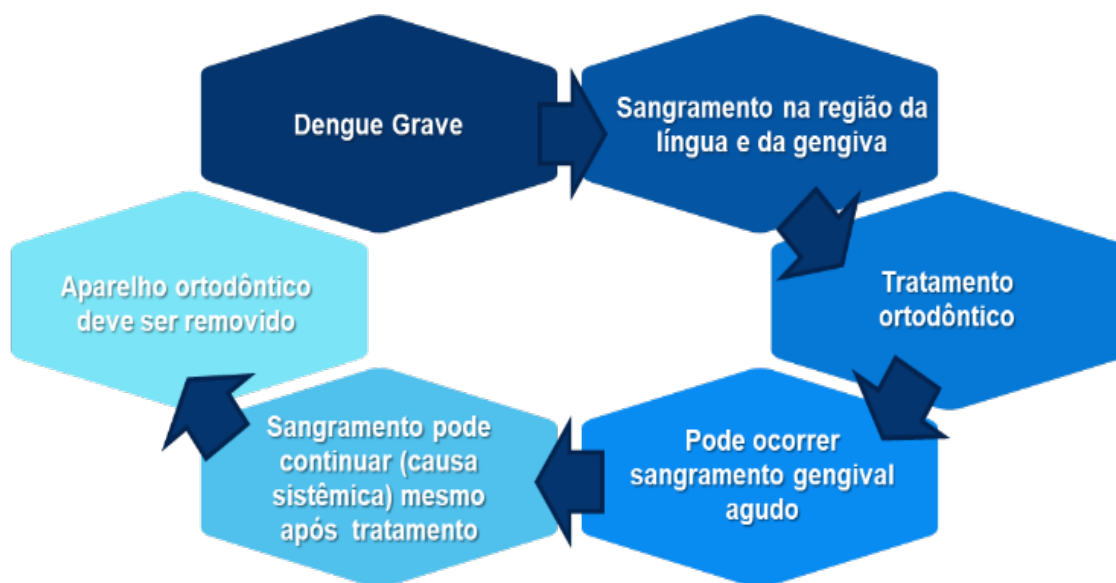 Dengue Grave
Sangramento na região da
língua e da gengiva
Tratamento
ortodôntico
Pode ocorrer
sangramento gengival
agudo
Sangramento pode
continuar (causa
sistêmica) mesmo
após tratamento
Aparelho ortodôntico
deve ser removido